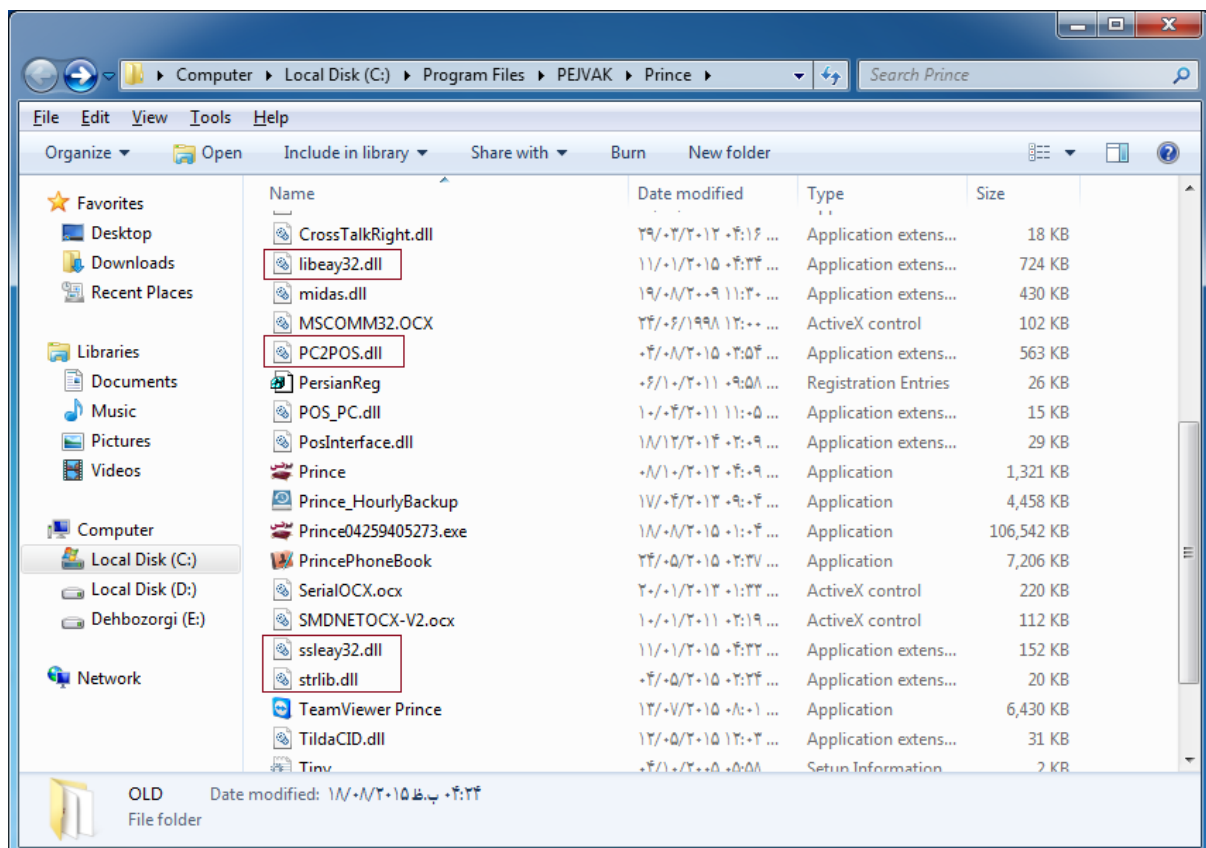 Computer ▸ Local Disk (C:) ▸ Program Files ▸ PEJVAK ▸ Prince ▸ Search Prince
File Edit View Tools Help
Organize Open Include in library Share with Burn New folder
Favorites
Desktop
Downloads
Recent Places
Libraries
Documents
Music
Pictures
Videos
Computer
Local Disk (C:)
Local Disk (D:)
Dehbozorgi (E:)
Network
Name Date modified Type Size
CrossTalkRight.dll ۲۹/۰۳/۲۰۱۲ ۰۴:۱۶ ... Application extens... 18 KB
libeay32.dll ۱۱/۰۱/۲۰۱۵ ۰۴:۳۴ ... Application extens... 724 KB
midas.dll ۱۹/۰۸/۲۰۰۹ ۱۱:۳۰ ... Application extens... 430 KB
MSCOMM32.OCX ۲۴/۰۶/۱۹۹۸ ۱۲:۰۰ ... ActiveX control 102 KB
PC2POS.dll ۰۴/۰۸/۲۰۱۵ ۰۳:۵۴ ... Application extens... 563 KB
PersianReg ۰۶/۱۰/۲۰۱۱ ۰۹:۵۸ ... Registration Entries 26 KB
POS_PC.dll ۱۰/۰۴/۲۰۱۱ ۱۱:۰۵ ... Application extens... 15 KB
PosInterface.dll ۱۸/۱۲/۲۰۱۴ ۰۲:۰۹ ... Application extens... 29 KB
Prince ۰۸/۱۰/۲۰۱۲ ۰۴:۰۹ ... Application 1,321 KB
Prince_HourlyBackup ۱۷/۰۴/۲۰۱۳ ۰۹:۰۴ ... Application 4,458 KB
Prince04259405273.exe ۱۸/۰۸/۲۰۱۵ ۰۱:۰۴ ... Application 106,542 KB
PrincePhoneBook ۲۴/۰۵/۲۰۱۵ ۰۲:۳۷ ... Application 7,206 KB
SerialOCX.ocx ۲۰/۰۱/۲۰۱۳ ۰۱:۳۳ ... ActiveX control 220 KB
SMDNETOCX-V2.ocx ۱۰/۰۱/۲۰۱۱ ۰۲:۱۹ ... ActiveX control 112 KB
ssleay32.dll ۱۱/۰۱/۲۰۱۵ ۰۴:۳۲ ... Application extens... 152 KB
strlib.dll ۰۴/۰۵/۲۰۱۵ ۰۲:۲۴ ... Application extens... 20 KB
TeamViewer Prince ۱۳/۰۷/۲۰۱۵ ۰۸:۰۱ ... Application 6,430 KB
TildaCID.dll ۱۲/۰۵/۲۰۱۵ ۱۲:۰۳ ... Application extens... 31 KB
Tiny ۰۴/۱۰/۲۰۰۵ ۰۵:۵۸ Setup Information 2 KB
OLD Date modified: ۱۸/۰۸/۲۰۱۵ ب.ظ ۰۴:۲۴
File folder